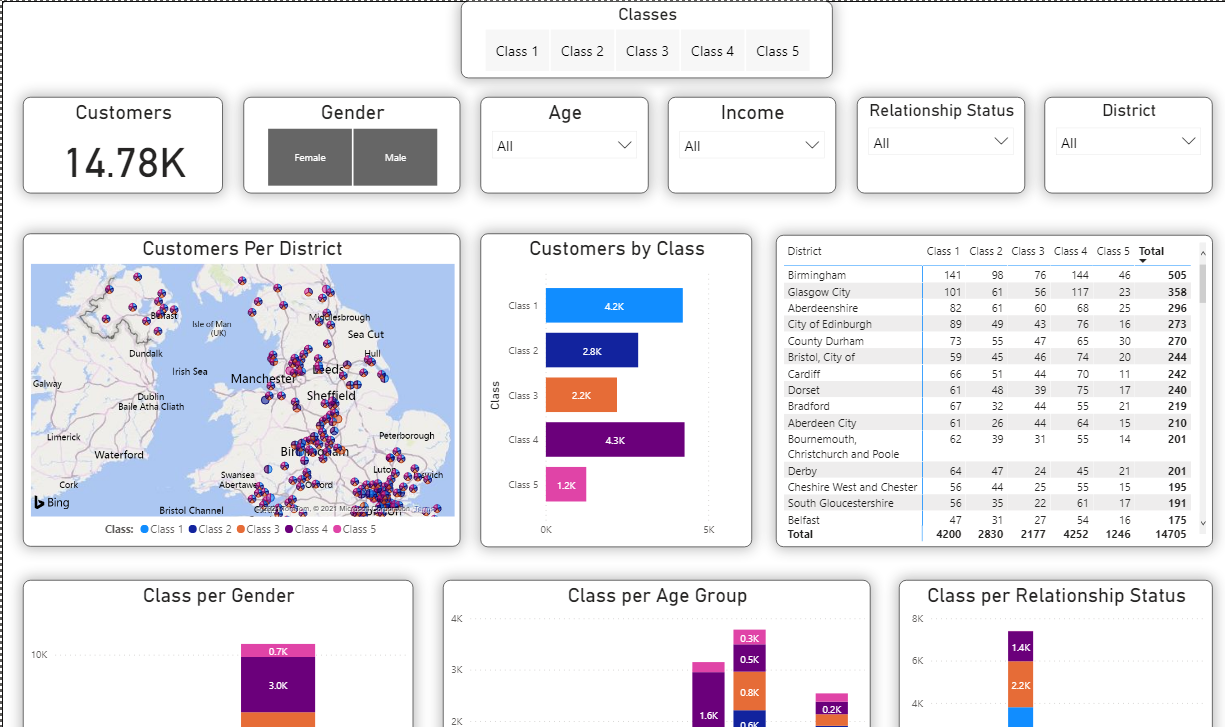 Classes
Class 1 Class 2 Class 3 Class 4 Class 5
Customers
14.78K
Gender
Female Male
Age
All
Income
All
Relationship Status
All
District
All
Customers Per District
Belfast
Isle of Man
(UK)
Middlesbrough
Sea Cut
Dundalk
Irish Sea
Hull
Leeds
Manchester
Galway
Sheffield
Dublin
Baile Atha Cliath
Limerick
Peterborough
Waterford
Birmingham
Swansea
Abertawe
Luton
Ipswich
Cork
Oxford
Bing
Bristol Channel
Class: Class 1 Class 2 Class 3 Class 4 Class 5
Customers by Class
Class
Class 1 4.2K
Class 2 2.8K
Class 3 2.2K
Class 4 4.3K
Class 5 1.2K
0K 5K
District Class 1 Class 2 Class 3 Class 4 Class 5 Total
Birmingham 141 98 76 144 46 505
Glasgow City 101 61 56 117 23 358
Aberdeenshire 82 61 60 68 25 296
City of Edinburgh 89 49 43 76 16 273
County Durham 73 55 47 65 30 270
Bristol, City of 59 45 46 74 20 244
Cardiff 66 51 44 70 11 242
Dorset 61 48 39 75 17 240
Bradford 67 32 44 55 21 219
Aberdeen City 61 26 44 64 15 210
Bournemouth, 62 39 31 55 14 201
Christchurch and Poole
Derby 64 47 24 45 21 201
Cheshire West and Chester 56 44 25 55 15 195
South Gloucestershire 56 35 22 61 17 191
Belfast 47 31 27 54 16 175
Total 4200 2830 2177 4252 1246 14705
Class per Gender
10K
0.7K
3.0K
Class per Age Group
4K
3K
2K
1.6K
0.3K
0.5K
0.8K
0.6K
0.2K
Class per Relationship Status
8K
6K
4K
1.4K
2.2K